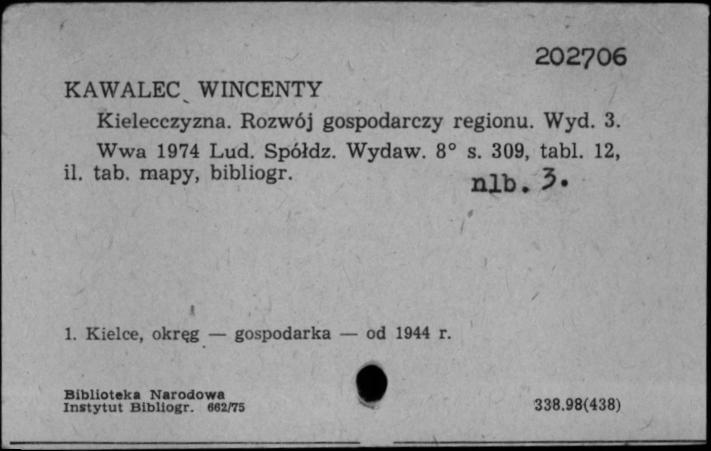 202706
KAWALEC WINCENTY
Kielecczyzna. Rozwój gospodarczy regionu. Wyd. 3.
Wwa 1974 Lud. Spółdz. Wydaw. 8° s. 309, tabl. 12,
il. tab. mapy, bibliogr.
nlb. 3.
1. Kielce, okręg — gospodarka — od 1944 r.
Biblioteka Narodowa
Instytut Bibliogr. 662/75
338.98(438)